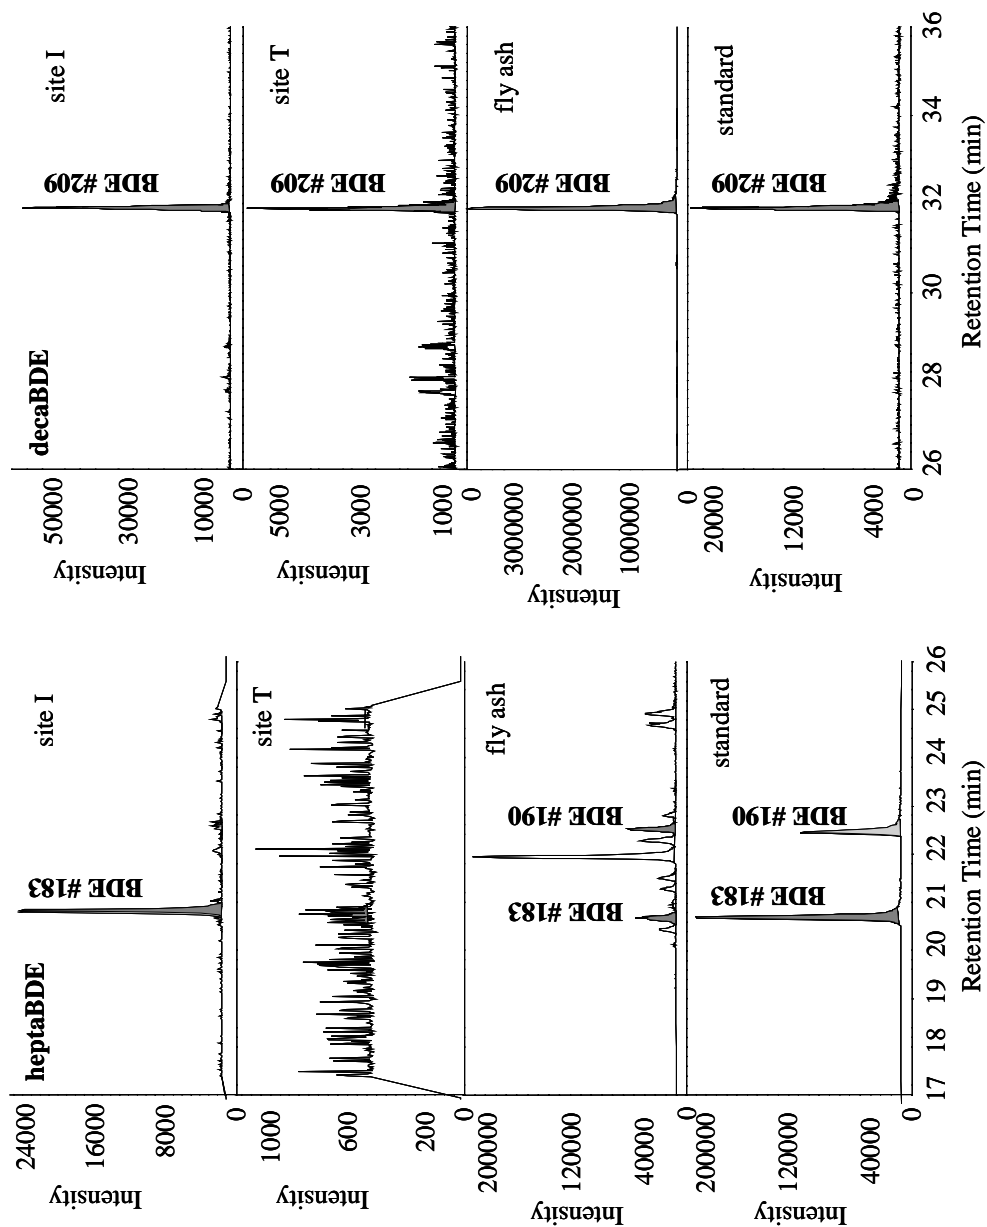 heptaBDE
site I
BDE #183
Intensity
24000
16000
8000
0
site T
Intensity
1000
600
200
0
fly ash
BDE #183
BDE #190
Intensity
200000
120000
40000
0
standard
BDE #183
BDE #190
Intensity
200000
120000
40000
0
17 18 19 20 21 22 23 24 25 26
Retention Time (min)
decaBDE
site I
BDE #209
Intensity
50000
30000
10000
0
site T
BDE #209
Intensity
5000
3000
1000
0
fly ash
BDE #209
Intensity
3000000
2000000
1000000
0
standard
BDE #209
Intensity
20000
12000
4000
0
26 28 30 32 34 36
Retention Time (min)